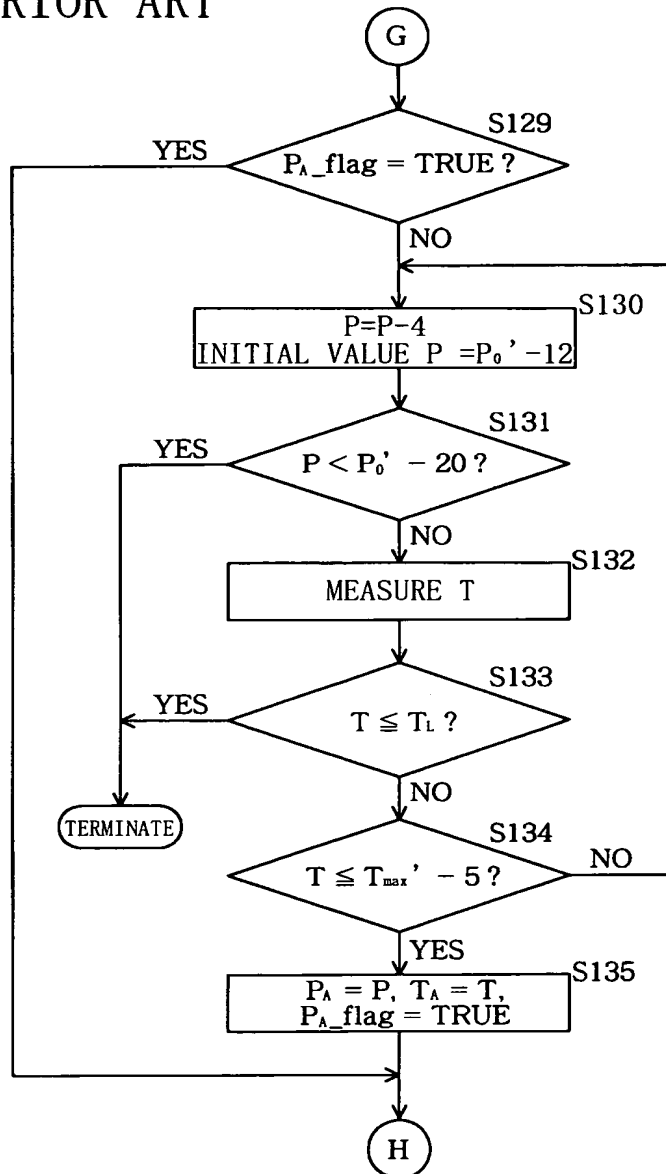 PRIOR ART
G
S129
YES
P_A_flag = TRUE ?
NO
S130
P=P-4
INITIAL VALUE P =P₀'-12
S131
YES
P < P₀' - 20 ?
NO
S132
MEASURE T
S133
YES
T ≦ T_L ?
NO
TERMINATE
S134
NO
T ≦ T_max' - 5 ?
YES
S135
P_A = P, T_A = T,
P_A_flag = TRUE
H